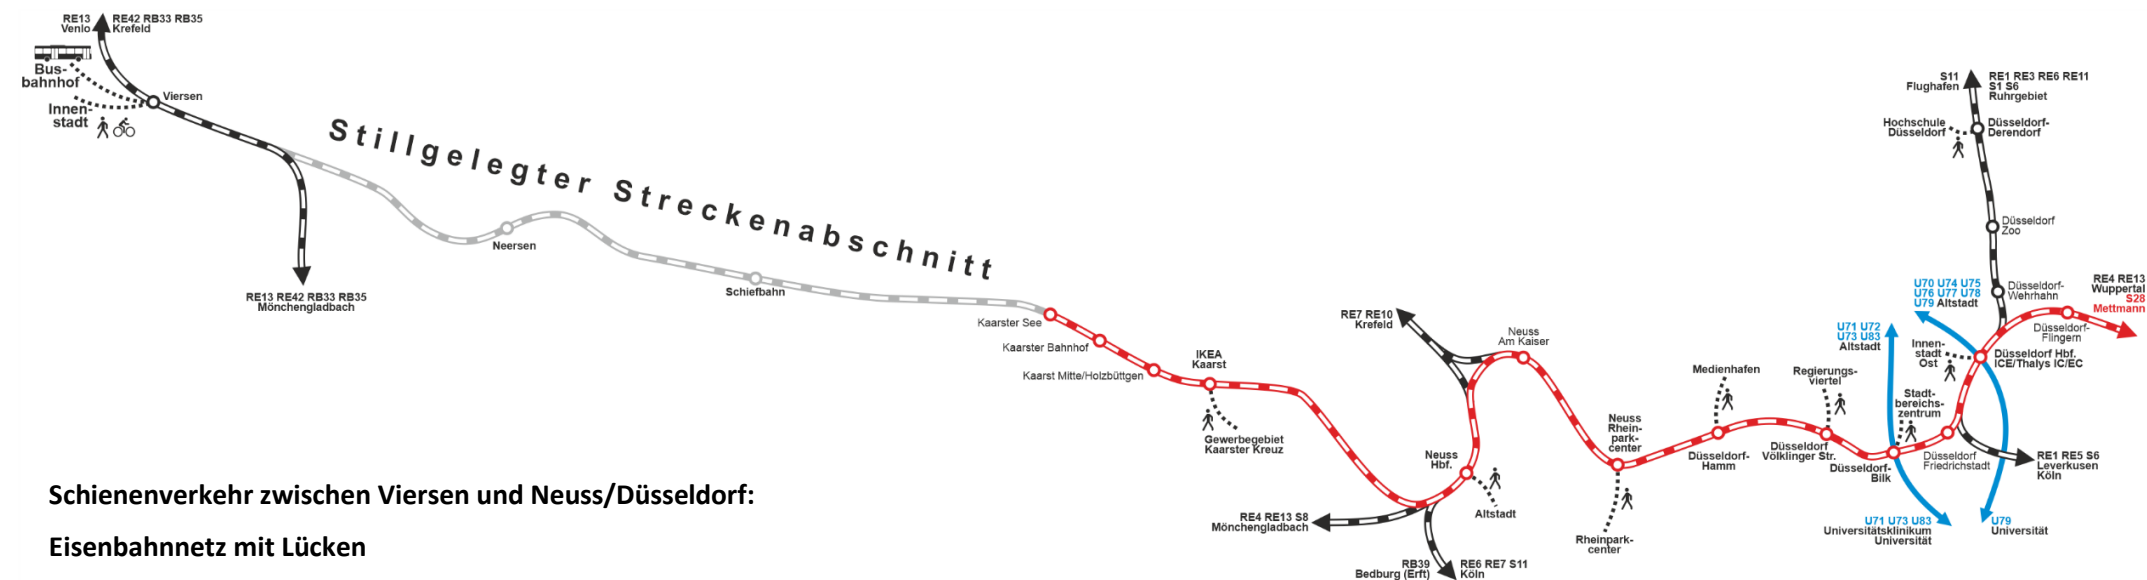 RE13
Venlo
RE42 RB33 RB35
Krefeld
Bus-
bahnhof
Innen-
stadt
Viersen
Stillgelegter Streckenabschnitt
RE13 RE42 RB33 RB35
Mönchengladbach
Neersen
Schiefbahn
Kaarster See
Kaarster Bahnhof
Kaarst Mitte/Holzbüttgen
IKEA
Kaarst
Gewerbegebiet
Kaarster Kreuz
RE7 RE10
Krefeld
Neuss
Am Kaiser
Neuss
Hbf.
Altstadt
RE4 RE13 S8
Mönchengladbach
RB39
Bedburg (Erft)
RE6 RE7 S11
Köln
Neuss
Rhein-
park-
center
Rheinpark-
center
Medienhafen
Düsseldorf-
Hamm
Regierungs-
viertel
Düsseldorf
Völklinger Str.
Düsseldorf-
Bilk
Stadt-
bereichs-
zentrum
Düsseldorf
Friedrichstadt
U71 U72
U73 U83
Altstadt
U70 U74 U75
U76 U77 U78
U79 Altstadt
Innen-
stadt
Ost
Düsseldorf Hbf.
ICE/Thalys IC/EC
RE1 RE5 S6
Leverkusen
Köln
U71 U73 U83
Universitätsklinikum
Universität
U79
Universität
S11
Flughafen
RE1 RE3 RE6 RE11
S1 S6
Ruhrgebiet
Hochschule
Düsseldorf
Düsseldorf-
Derendorf
Düsseldorf
Zoo
Düsseldorf-
Wehrhahn
RE4 RE13
Wuppertal
S28
Mettmann
Düsseldorf-
Flingern
Schienenverkehr zwischen Viersen und Neuss/Düsseldorf:
Eisenbahnnetz mit Lücken